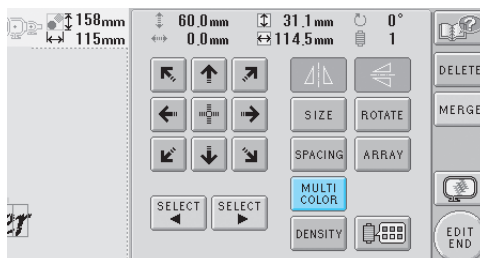 158mm
115mm
60.0mm
31.1mm
0°
0.0mm
114.5mm
1
DELETE
SIZE
ROTATE
MERGE
SPACING
ARRAY
MULTI
COLOR
SELECT
SELECT
DENSITY
EDIT
END
er